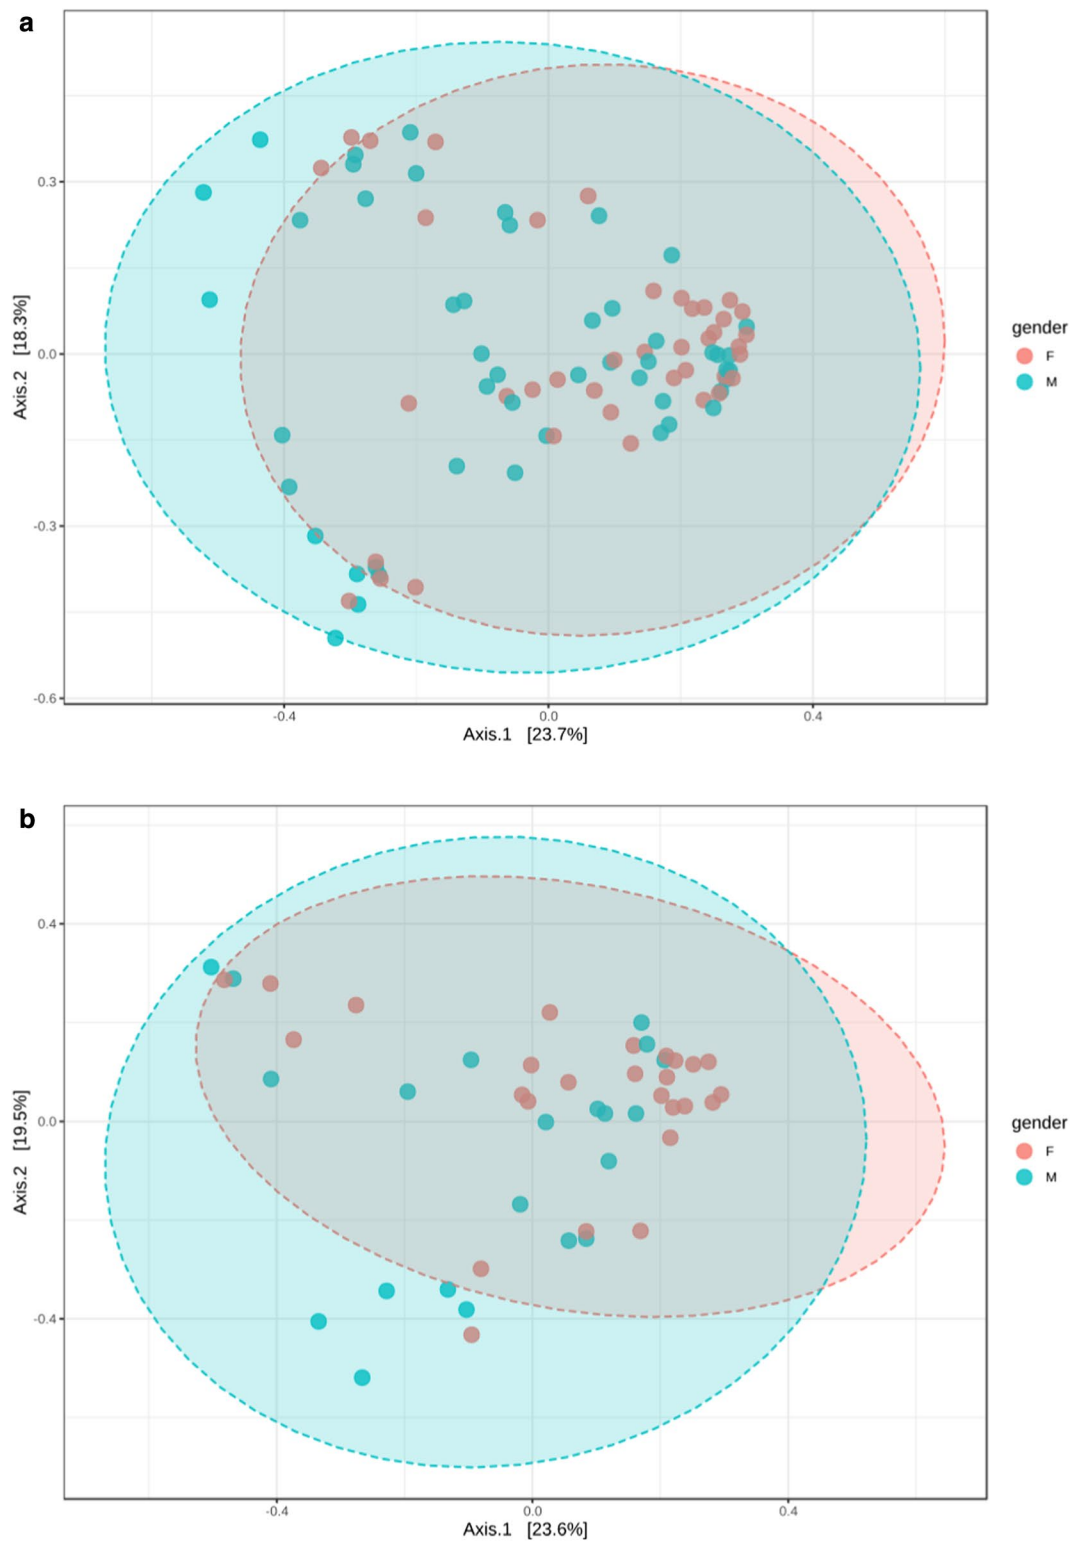 a
0.3
0.0
-0.3
-0.6
Axis.2 [18.3%]
-0.4 0.0 0.4
Axis.1 [23.7%]
gender
F
M
b
0.4
0.0
-0.4
Axis.2 [19.5%]
-0.4 0.0 0.4
Axis.1 [23.6%]
gender
F
M